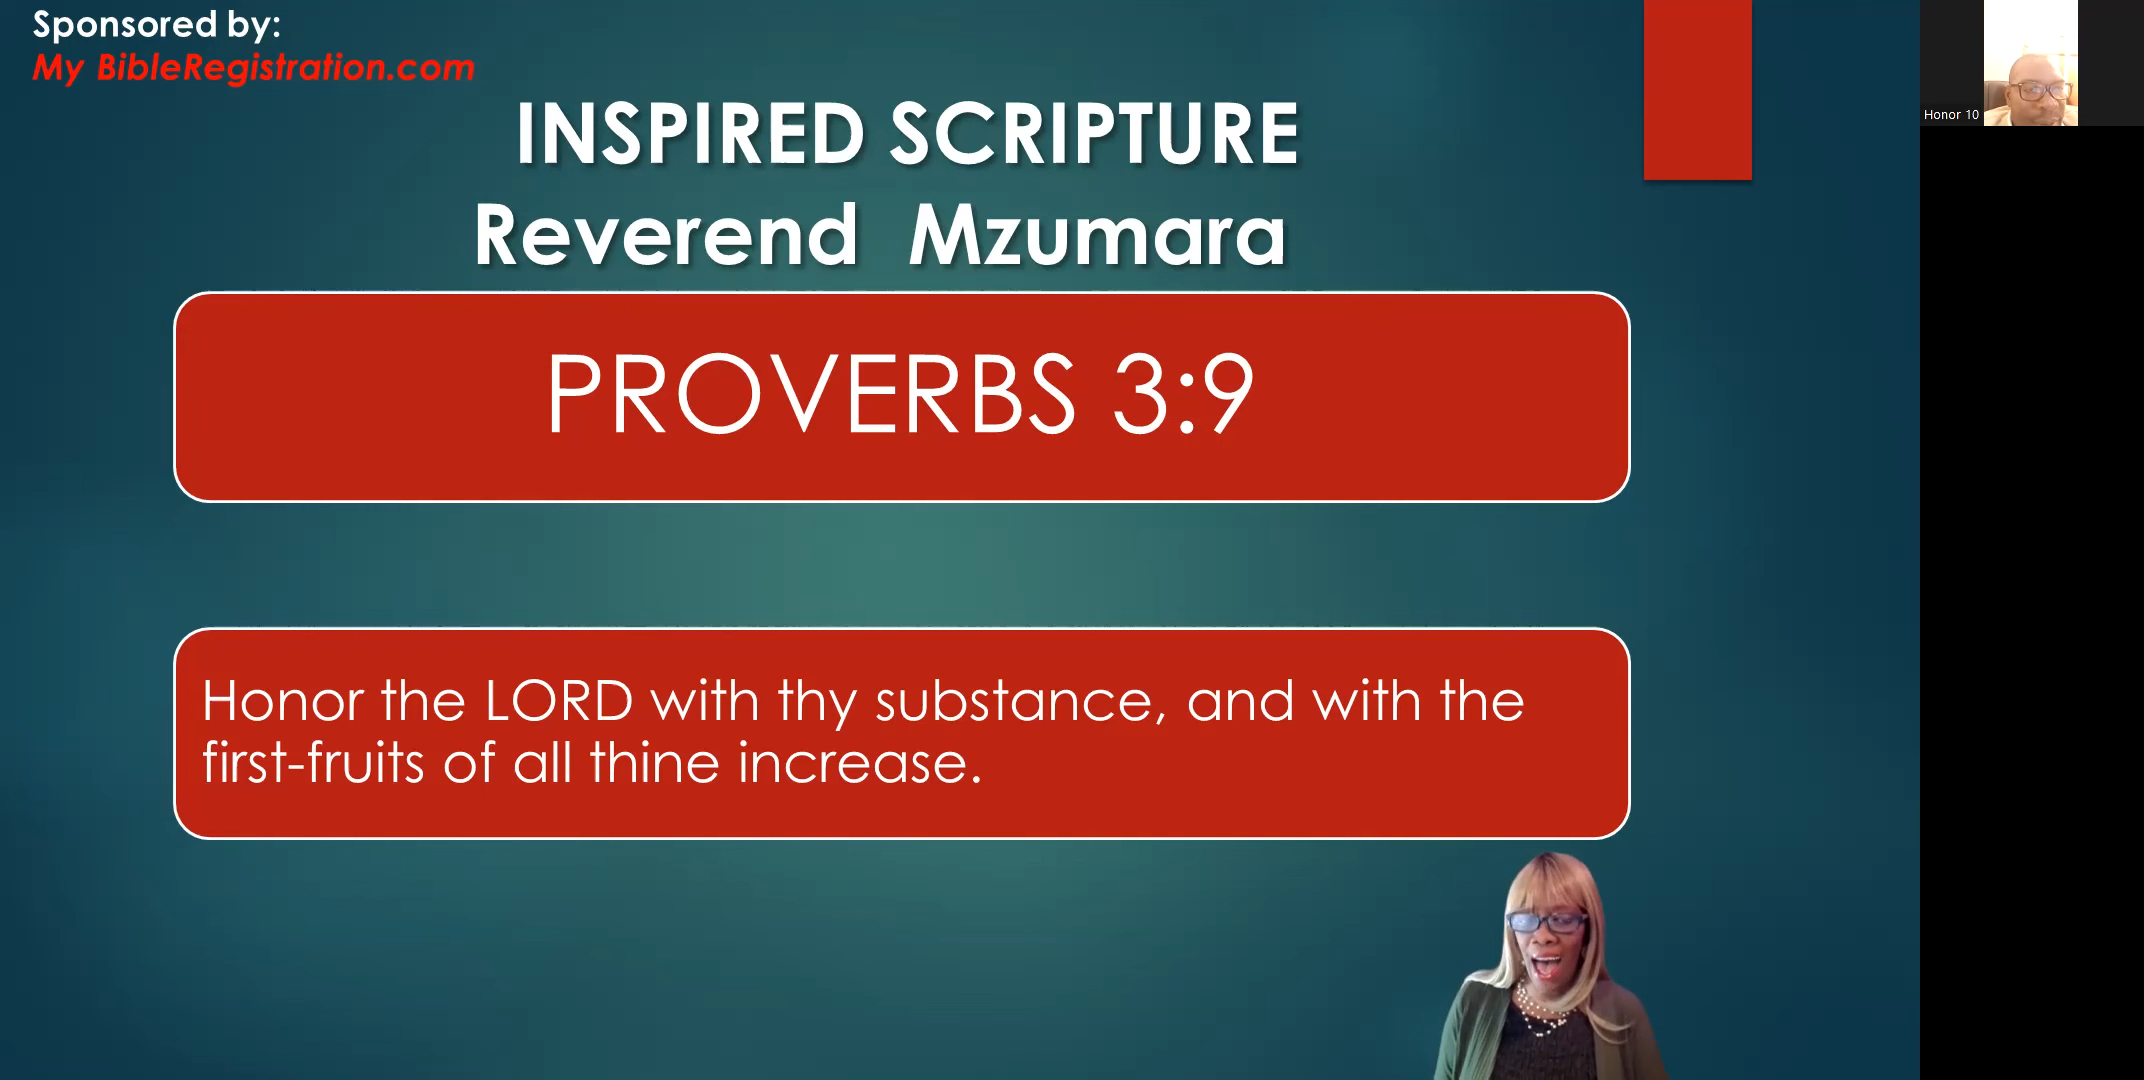 Sponsored by:
My BibleRegistration.com
INSPIRED SCRIPTURE
Reverend Mzumara
PROVERBS 3:9
Honor the LORD with thy substance, and with the
first-fruits of all thine increase.
Honor 10